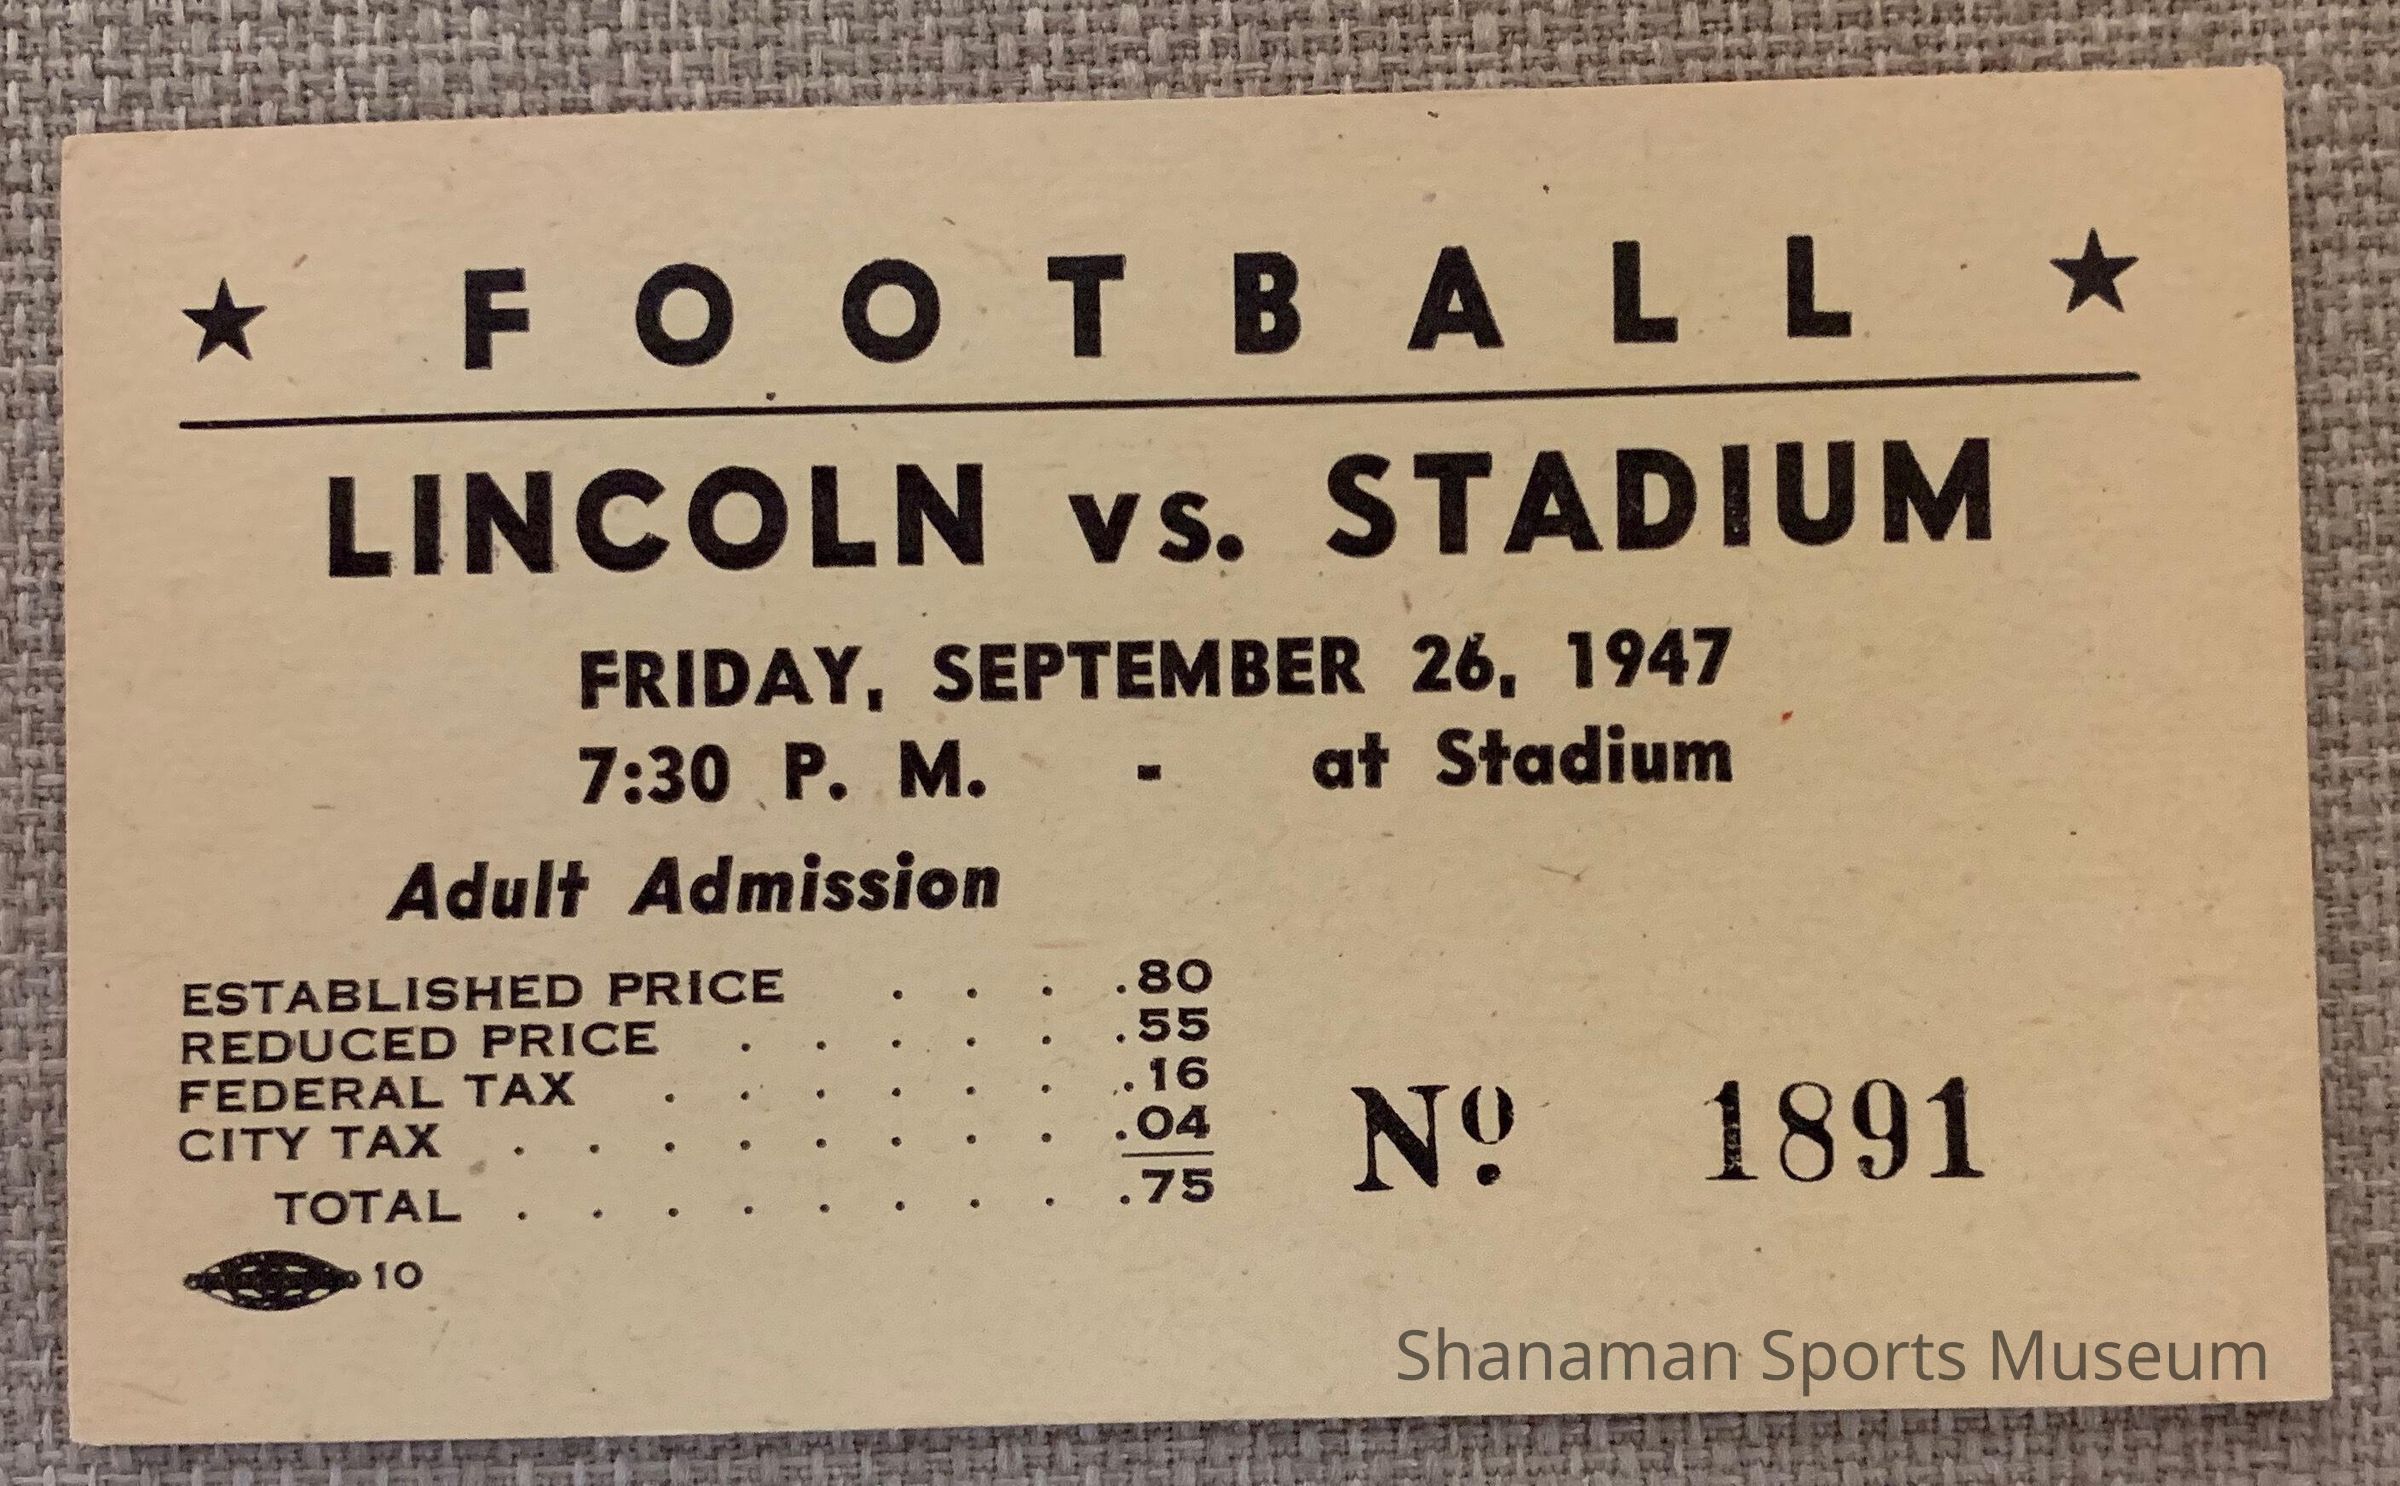 ★ FOOTBALL ★
LINCOLN vs. STADIUM
FRIDAY, SEPTEMBER 26, 1947
7:30 P. M. - at Stadium
Adult Admission
ESTABLISHED PRICE . . . .80
REDUCED PRICE . . . . . .55
FEDERAL TAX . . . . . . .16
CITY TAX . . . . . . . . .04
TOTAL . . . . . . . . .75
Nº 1891
10
Shanaman Sports Museum